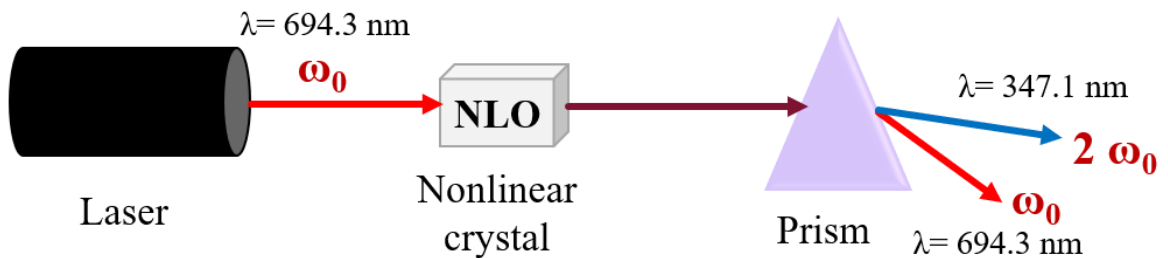 λ= 694.3 nm
ω0
Laser
NLO
Nonlinear
crystal
Prism
λ= 347.1 nm
2 ω0
ω0
λ= 694.3 nm